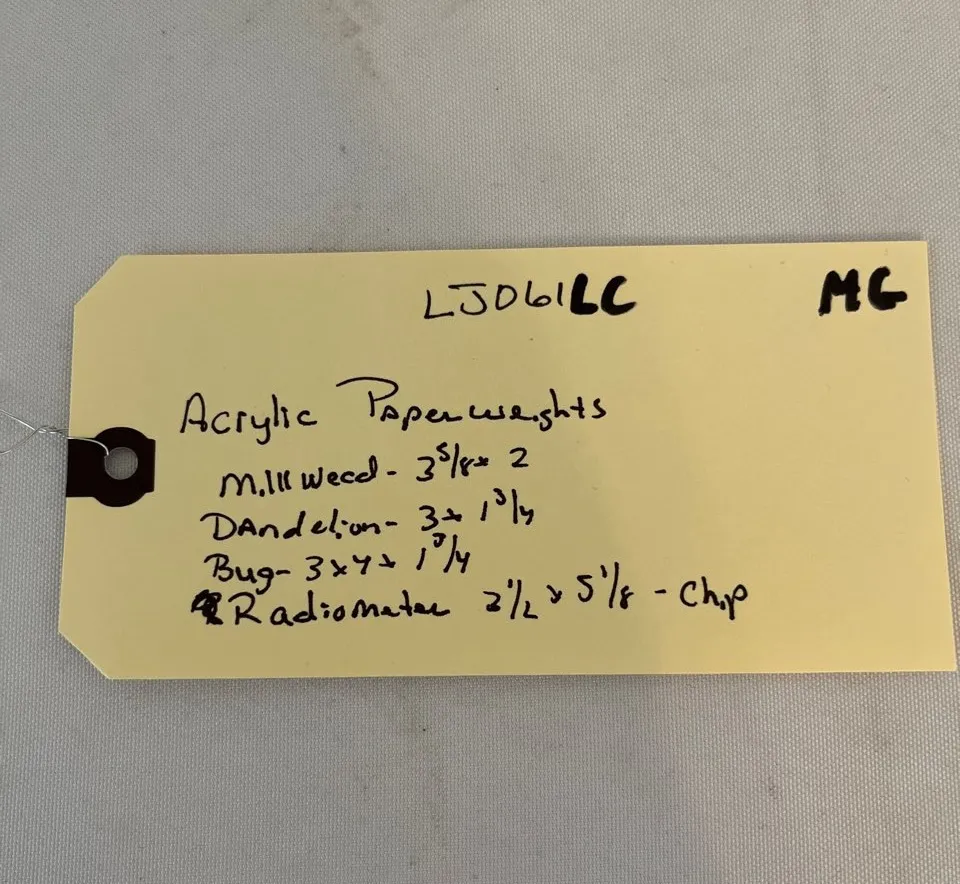 LJ061LC MG
Acrylic Paperweights
Millkweed - 3 5/8 x 2
Dandelion - 3 x 1 3/4
Bug - 3 x 4 x 1 3/4
Radiometer 2 1/2 x 5 1/8 - Chip